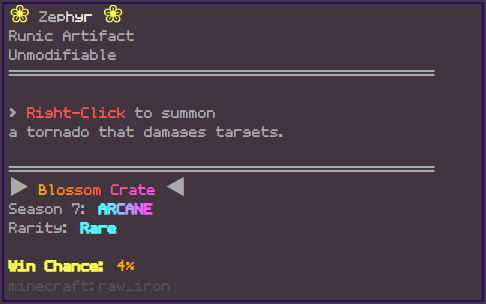 Zephyr
Runic Artifact
Unmodifiable
> Right-Click to summon
a tornado that damages targets.
Blossom Crate
Season 7: ARCANE
Rarity: Rare
Win Chance: 4%
minecraft:raw_iron